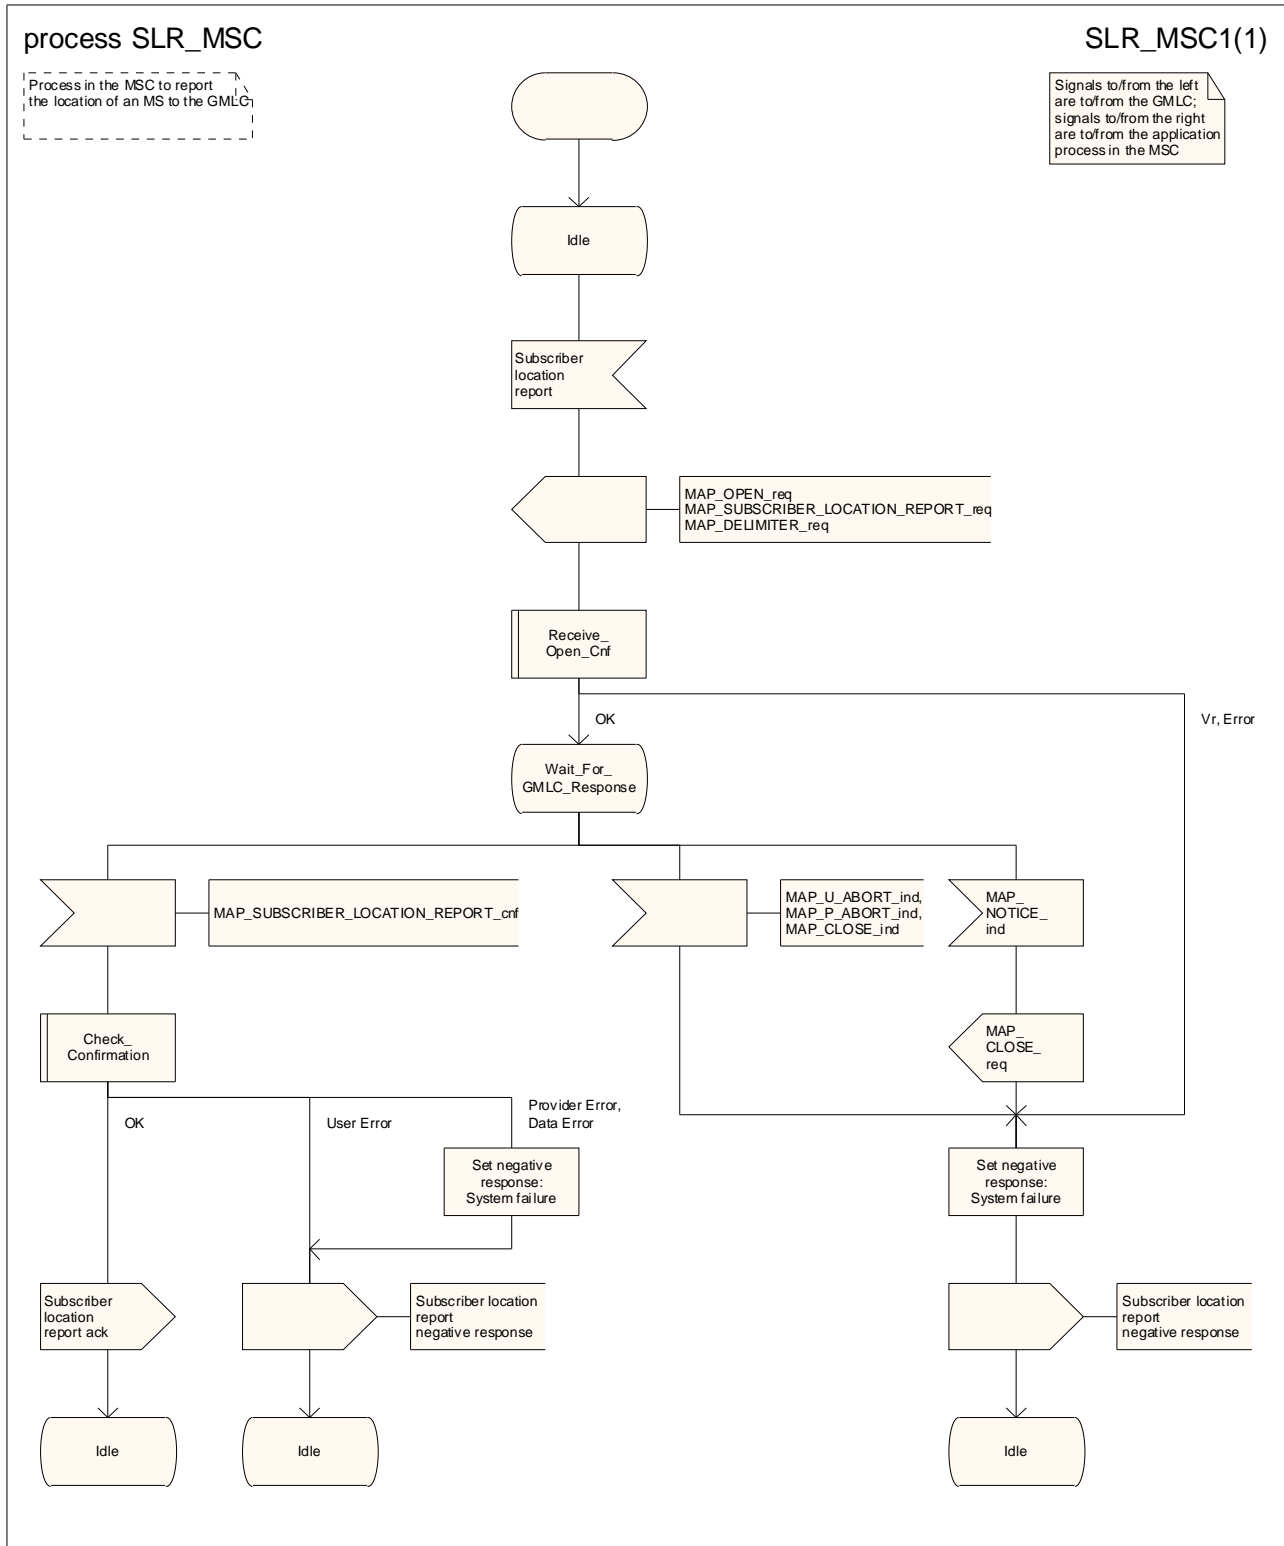 process SLR_MSC
SLR_MSC1(1)
Process in the MSC to report
the location of an MS to the GMLC
Signals to/from the left
are to/from the GMLC;
signals to/from the right
are to/from the application
process in the MSC
Idle
Subscriber
location
report
MAP_OPEN_req
MAP_SUBSCRIBER_LOCATION_REPORT_req
MAP_DELIMITER_req
Receive_
Open_Cnf
OK
Vr, Error
Wait_For_
GMLC_Response
MAP_SUBSCRIBER_LOCATION_REPORT_cnf
MAP_U_ABORT_ind,
MAP_P_ABORT_ind,
MAP_CLOSE_ind
MAP_
NOTICE_
ind
Check_
Confirmation
MAP_
CLOSE_
req
OK
User Error
Provider Error,
Data Error
Set negative
response:
System failure
Set negative
response:
System failure
Subscriber
location
report ack
Subscriber location
report
negative response
Subscriber location
report
negative response
Idle
Idle
Idle